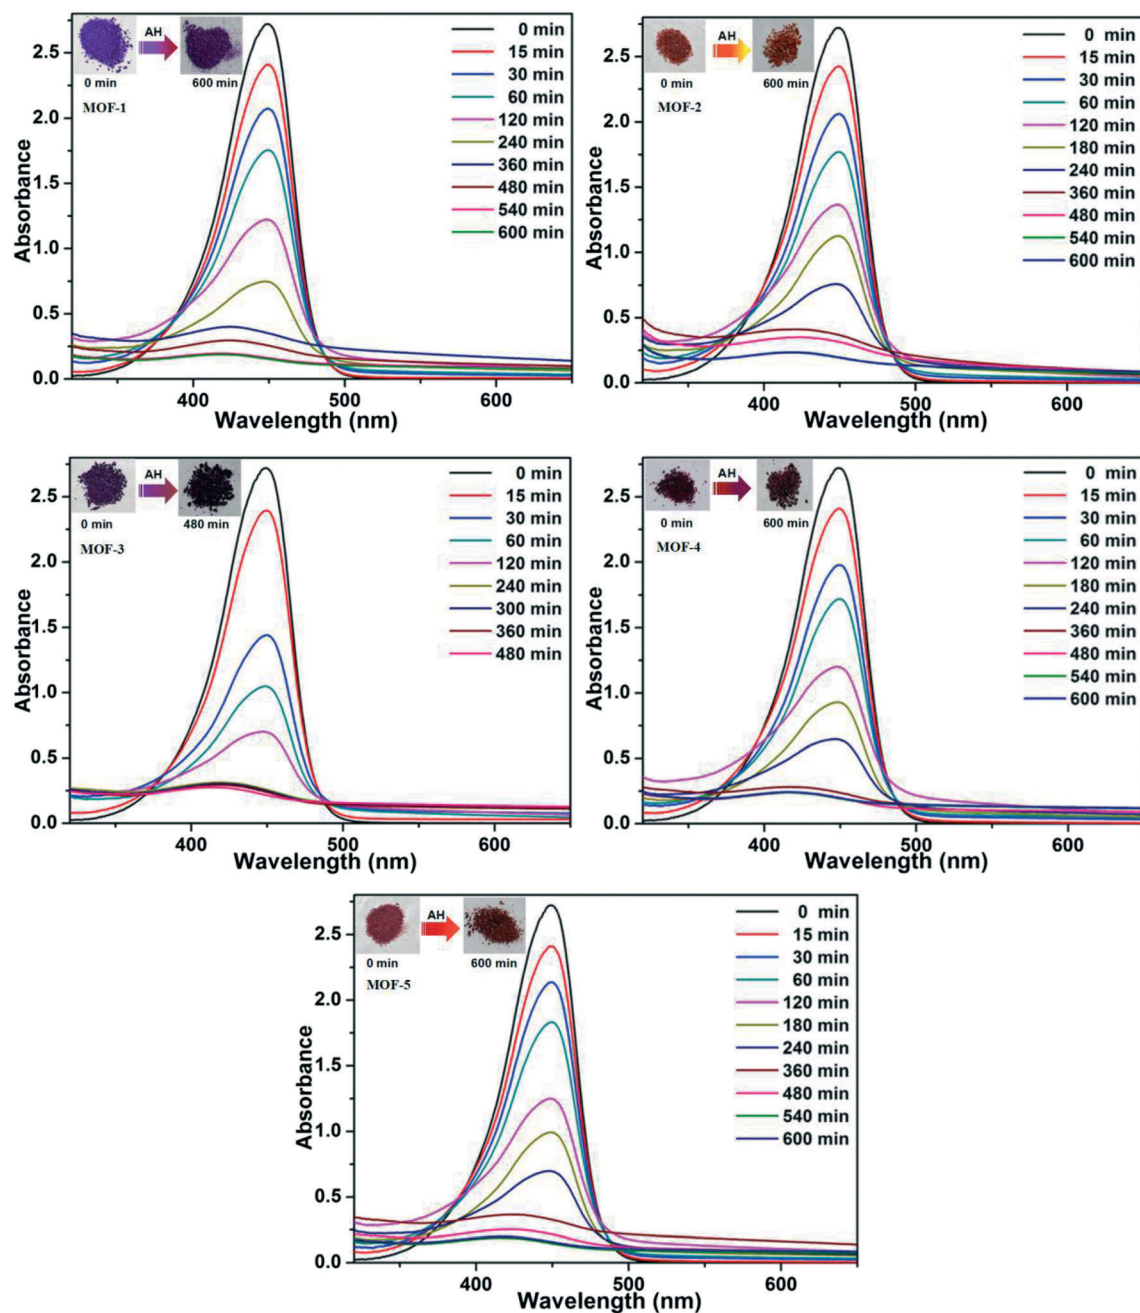 AH
0 min
600 min
MOF-1
0 min
15 min
30 min
60 min
120 min
240 min
360 min
480 min
540 min
600 min
2.5
2.0
1.5
1.0
0.5
0.0
Absorbance
400
500
600
Wavelength (nm)
AH
0 min
600 min
MOF-2
0 min
15 min
30 min
60 min
120 min
180 min
240 min
360 min
480 min
540 min
600 min
2.5
2.0
1.5
1.0
0.5
0.0
Absorbance
400
500
600
Wavelength (nm)
AH
0 min
480 min
MOF-3
0 min
15 min
30 min
60 min
120 min
240 min
300 min
360 min
480 min
2.5
2.0
1.5
1.0
0.5
0.0
Absorbance
400
500
600
Wavelength (nm)
AH
0 min
600 min
MOF-4
0 min
15 min
30 min
60 min
120 min
180 min
240 min
360 min
480 min
540 min
600 min
2.5
2.0
1.5
1.0
0.5
0.0
Absorbance
400
500
600
Wavelength (nm)
AH
0 min
600 min
MOF-5
0 min
15 min
30 min
60 min
120 min
180 min
240 min
360 min
480 min
540 min
600 min
2.5
2.0
1.5
1.0
0.5
0.0
Absorbance
400
500
600
Wavelength (nm)